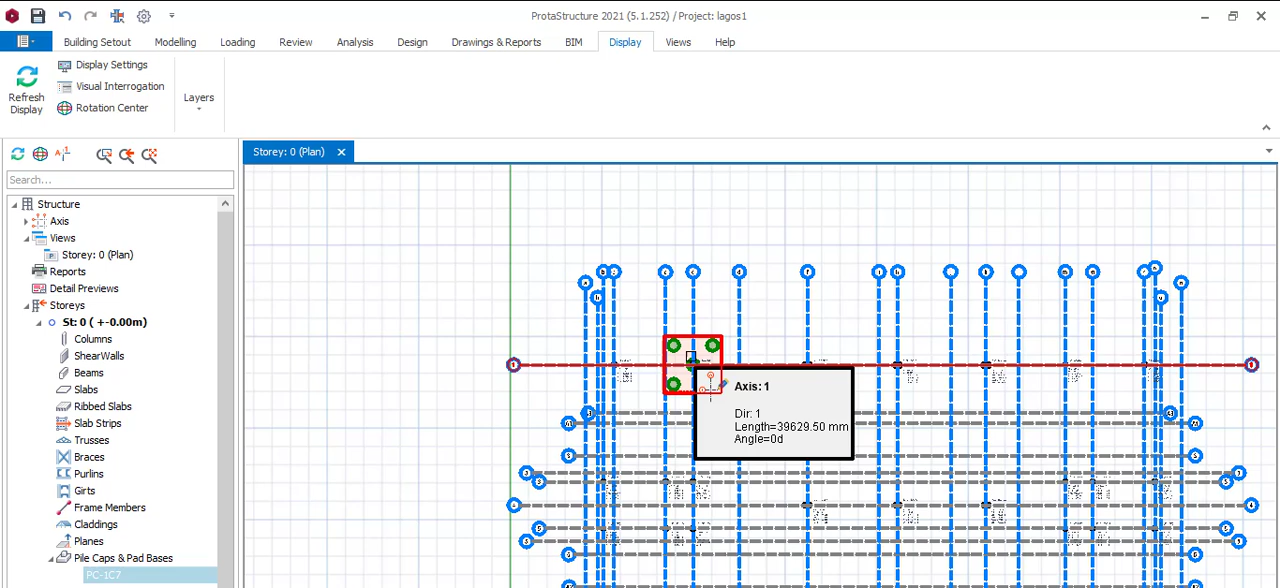 ProtaStructure 2021 (5.1.252) / Project: lagos1
Building Setout Modelling Loading Review Analysis Design Drawings & Reports BIM Display Views Help
Refresh Display
Display Settings
Visual Interrogation
Rotation Center
Layers
Storey: 0 (Plan)
Search...
Structure
Axis
Views
Storey: 0 (Plan)
Reports
Detail Previews
Storeys
St: 0 ( +-0.00m)
Columns
ShearWalls
Beams
Slabs
Ribbed Slabs
Slab Strips
Trusses
Braces
Purlins
Girts
Frame Members
Claddings
Planes
Pile Caps & Pad Bases
PC-1C7
Axis: 1
Dir: 1
Length=39629.50 mm
Angle=0d